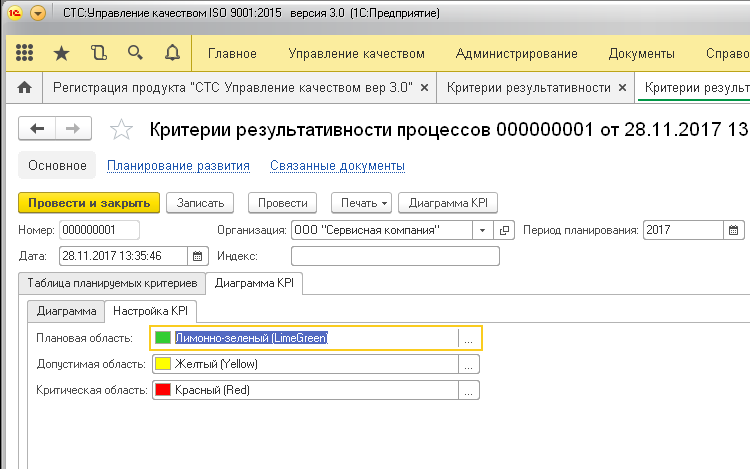 СТС:Управление качеством ISO 9001:2015 версия 3.0 (1С:Предприятие)
Главное Управление качеством Администрирование Документы Справо
Регистрация продукта "СТС Управление качеством вер 3.0" × Критерии результативности × Критерии результ
Критерии результативности процессов 000000001 от 28.11.2017 13
Основное Планирование развития Связанные документы
Провести и закрыть Записать Провести Печать Диаграмма KPI
Номер: 000000001 Организация: ООО "Сервисная компания" Период планирования: 2017
Дата: 28.11.2017 13:35:46 Индекс:
Таблица планируемых критериев Диаграмма KPI
Диаграмма Настройка KPI
Плановая область: Лимонно-зеленый (LimeGreen) ...
Допустимая область: Желтый (Yellow) ...
Критическая область: Красный (Red) ...